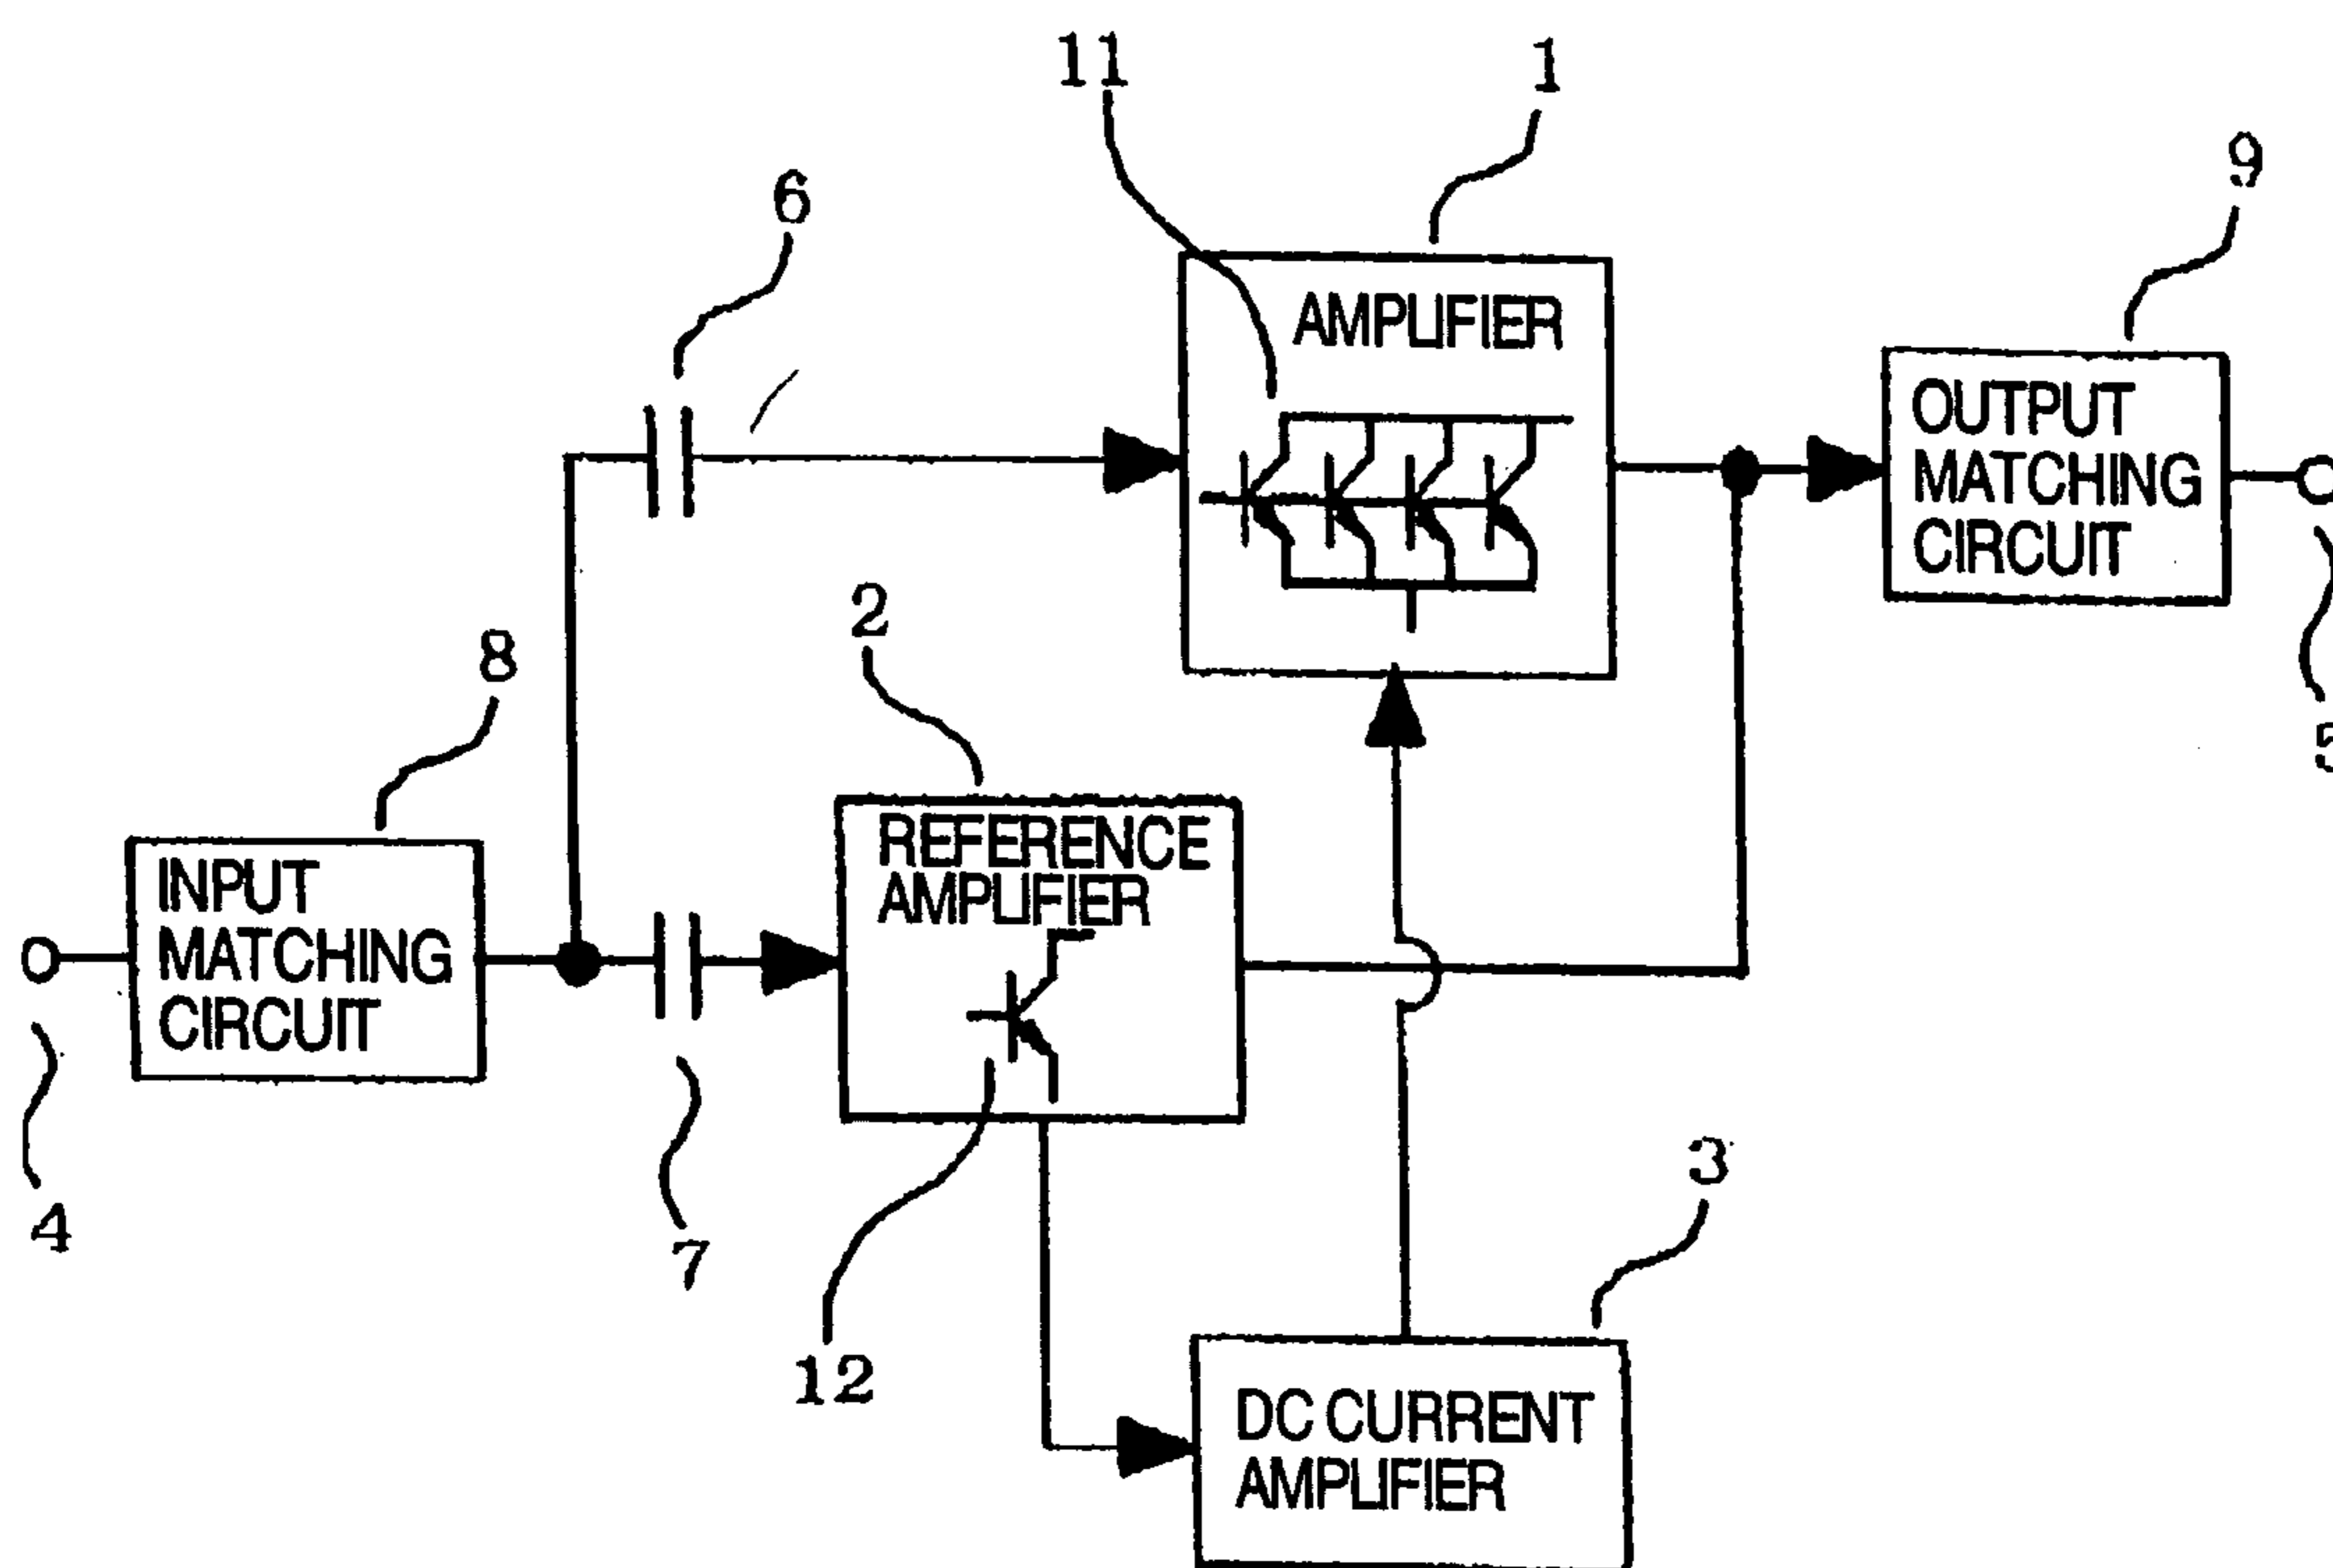 11
1
9
6
AMPLIFIER
OUTPUT
MATCHING
CIRCUIT
2
8
5
REFERENCE
AMPLIFIER
INPUT
MATCHING
CIRCUIT
3
4
7
12
DC CURRENT
AMPLIFIER